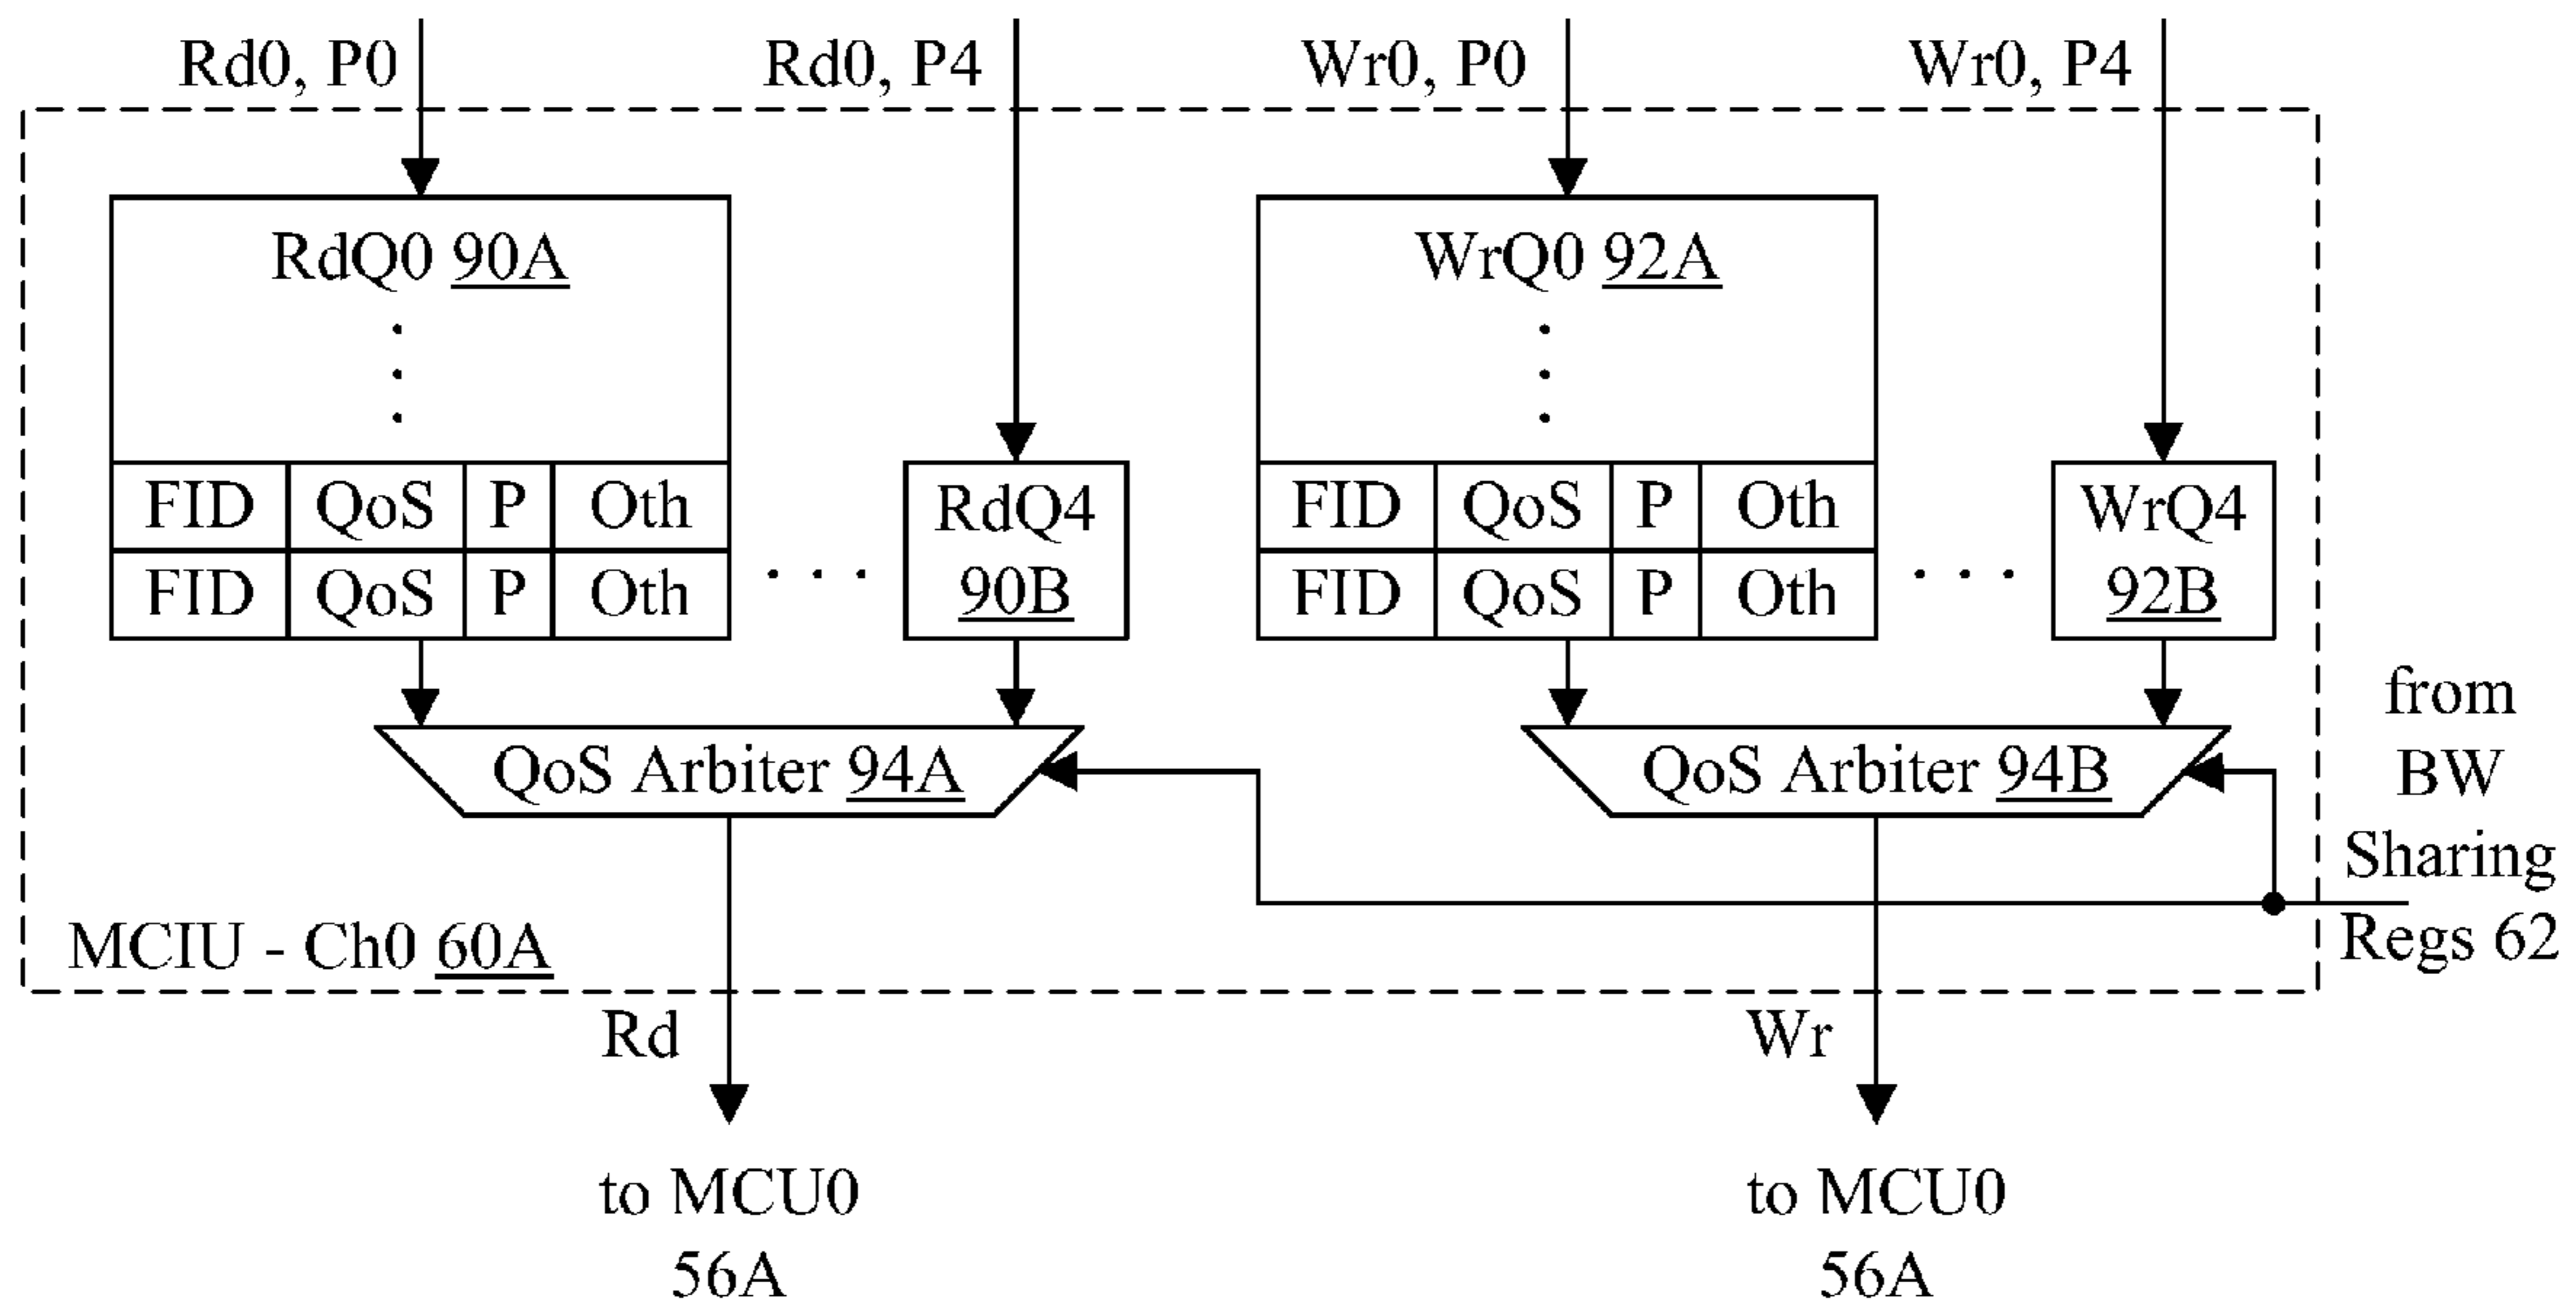 Rd0, P0
Rd0, P4
Wr0, P0
Wr0, P4
RdQ0 90A
WrQ0 92A
FID QoS P Oth
FID QoS P Oth
RdQ4
90B
FID QoS P Oth
FID QoS P Oth
WrQ4
92B
QoS Arbiter 94A
QoS Arbiter 94B
from
BW
Sharing
Regs 62
MCIU - Ch0 60A
Rd
Wr
to MCU0
56A
to MCU0
56A